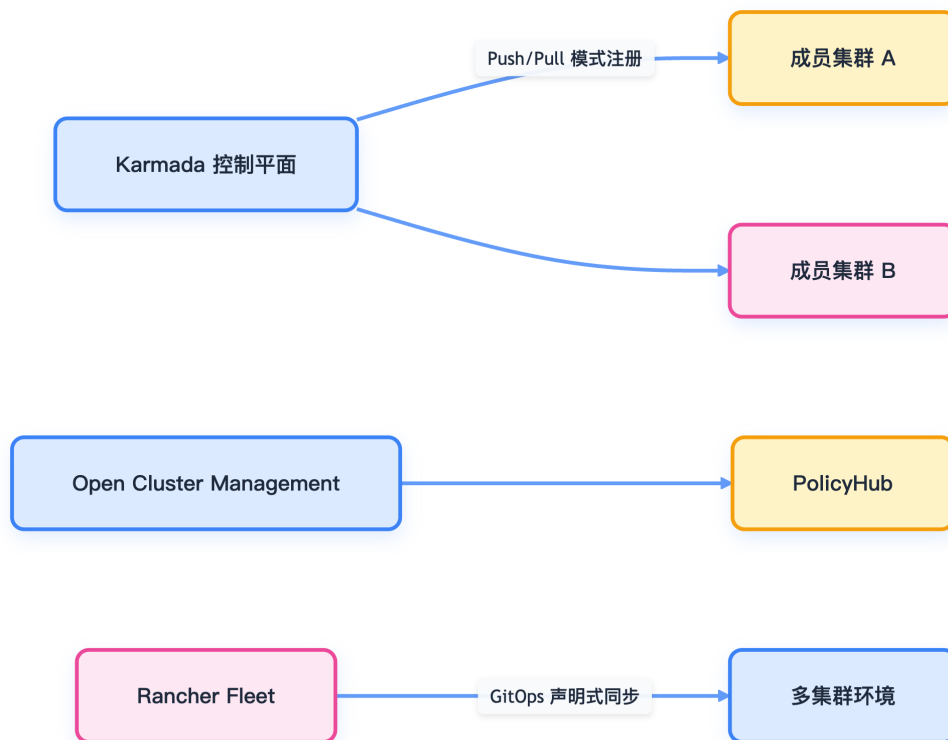 Push/Pull 模式注册
成员集群 A
Karmada 控制平面
成员集群 B
Open Cluster Management
PolicyHub
Rancher Fleet
GitOps 声明式同步
多集群环境